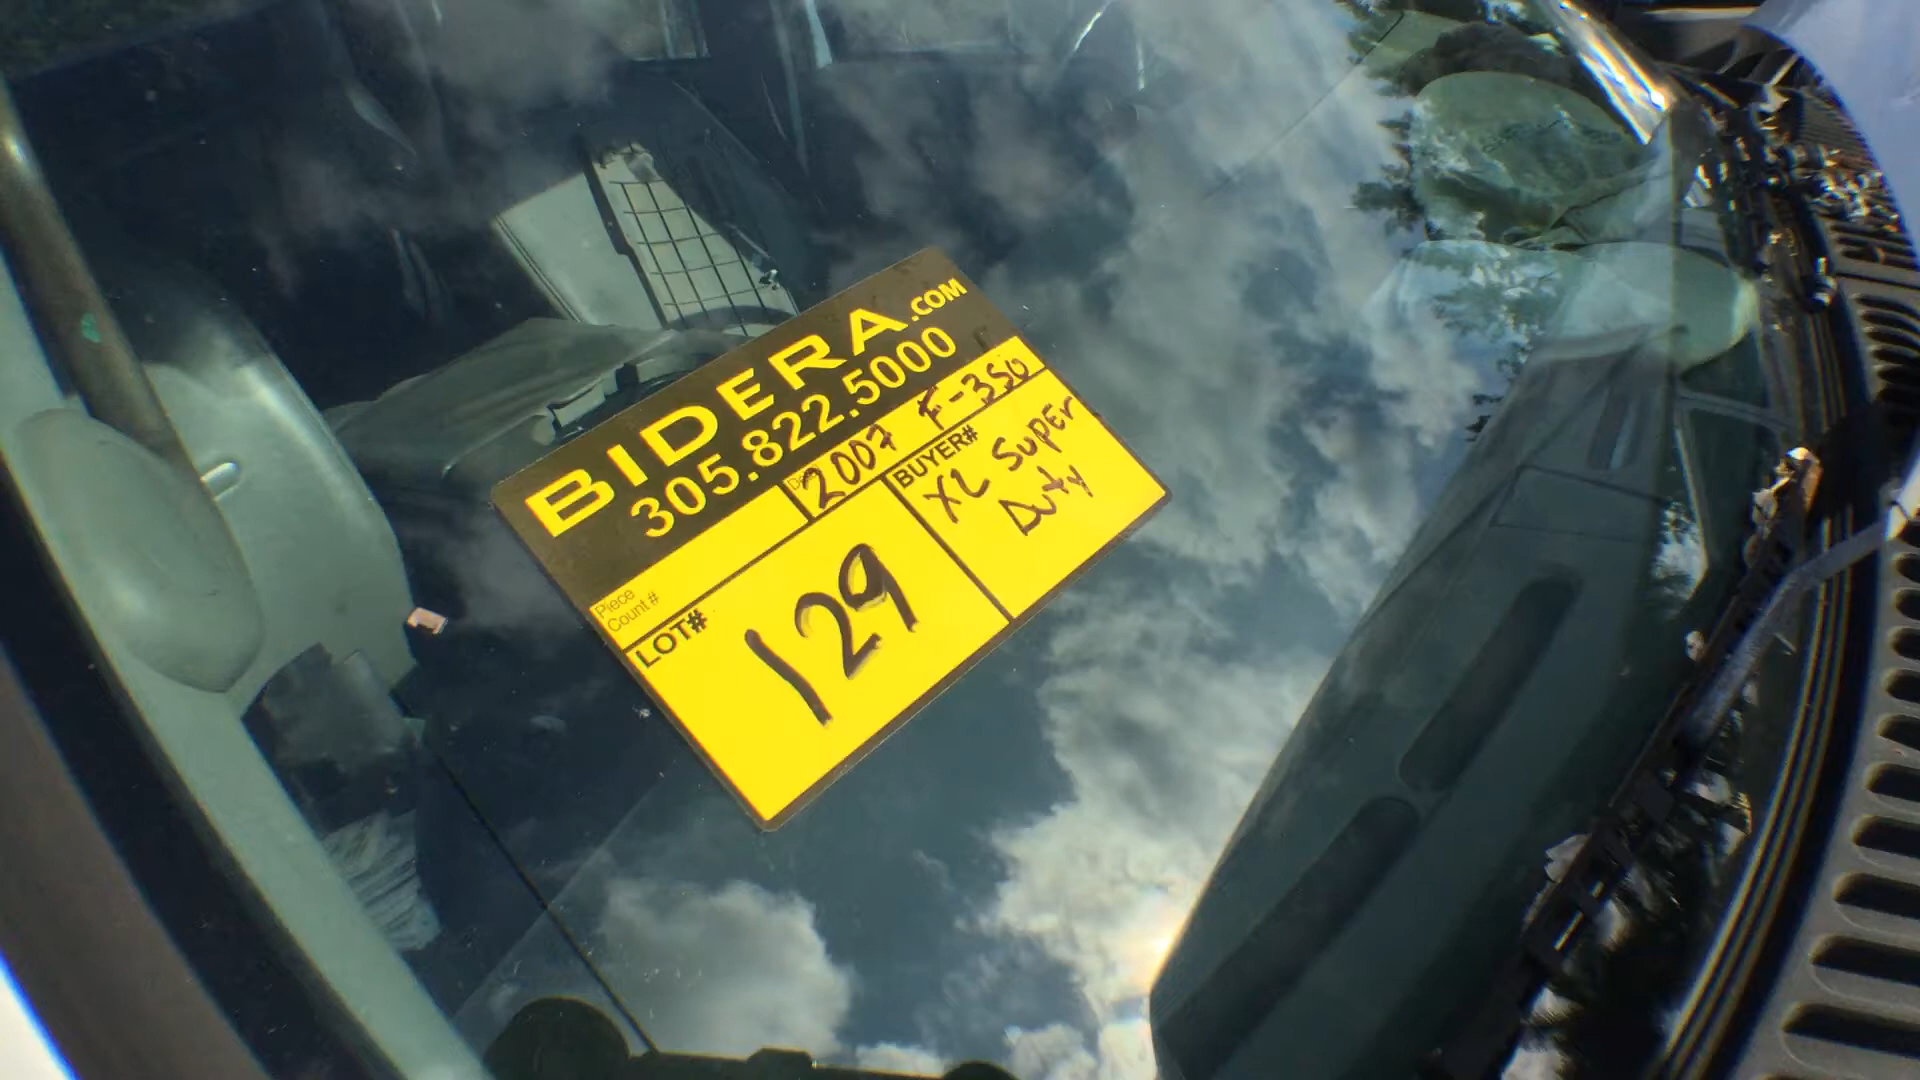 BIDERA.COM
305.822.5000
2007 F-350
Piece
Count #
LOT#
129
BUYER#
XL Super
Duty